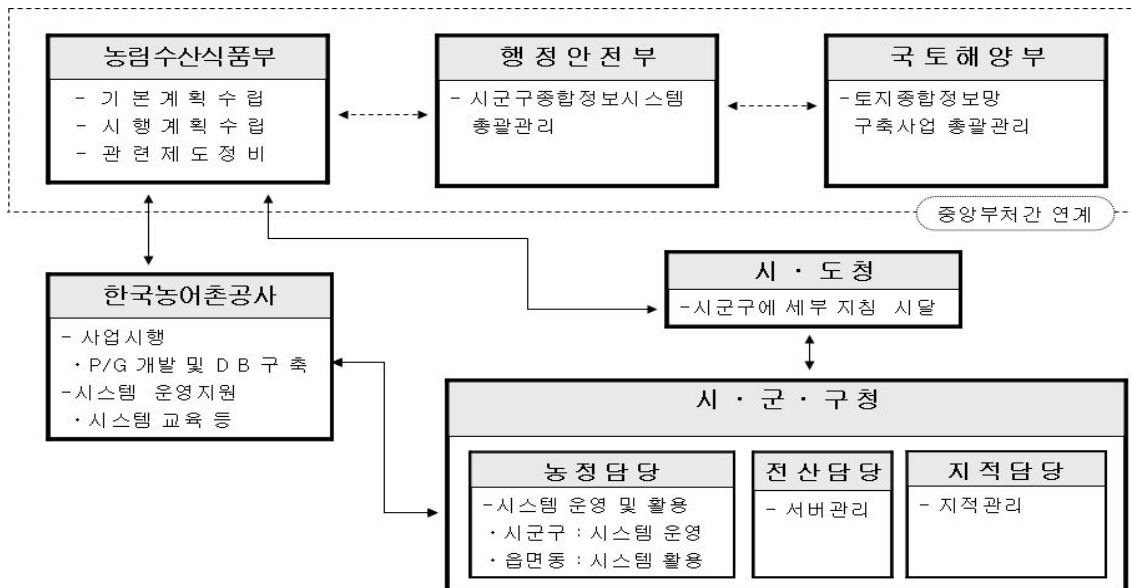 농림수산식품부
- 기 본 계 획 수 립
- 시 행 계 획 수 립
- 관 련 제 도 정 비
행 정 안 전 부
- 시군구종합정보시스템
총괄관리
국 토 해 양 부
-토지종합정보망
구축사업 총괄관리
중앙부처간 연계
한국농어촌공사
- 사업시행
· P/G 개발 및 D B 구 축
-시스템 운영지원
· 시스템 교육 등
시 · 도 청
-시군구에 세부 지침 시달
시 · 군 · 구청
농 정 담 당
-시스템 운영 및 활용
· 시군구 : 시스템 운영
· 읍면동 : 시스템 활용
전 산 담 당
- 서버관리
지 적 담 당
- 지적관리